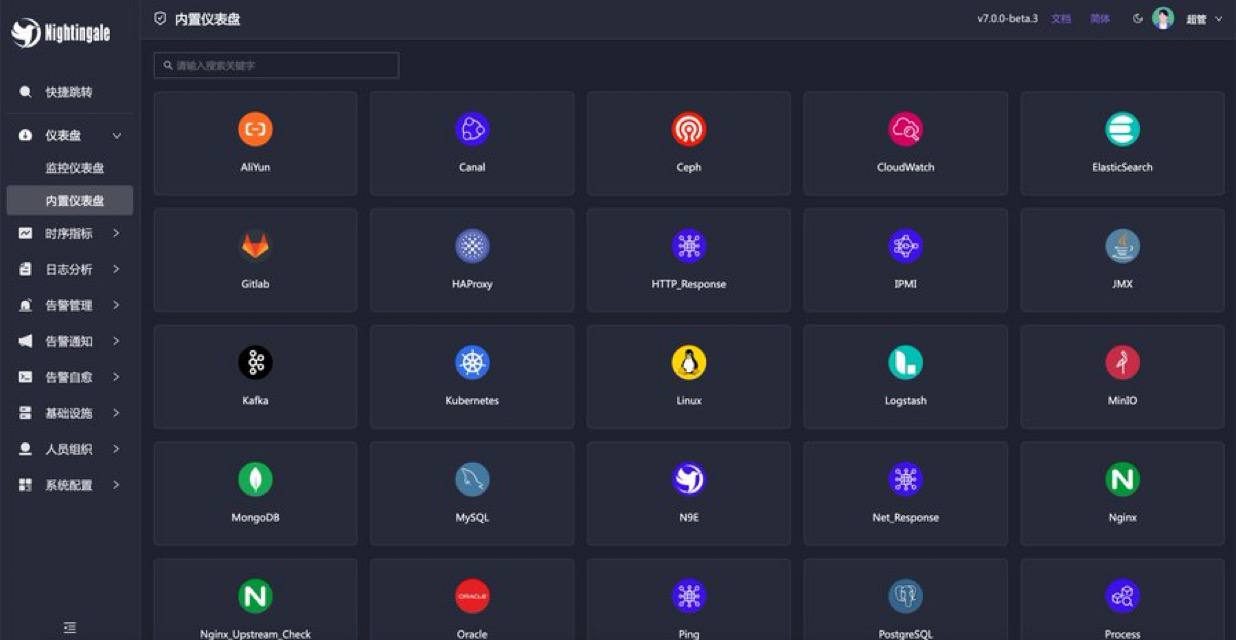 Nightingale
内置仪表盘
v7.0.0-beta.3 文档 简体 超管
请输入搜索关键字
快捷跳转
仪表盘
监控仪表盘
内置仪表盘
时序指标
日志分析
告警管理
告警通知
告警自愈
基础设施
人员组织
系统配置
AliYun Canal Ceph CloudWatch ElasticSearch
Gitlab HAProxy HTTP_Response IPMI JMX
Kafka Kubernetes Linux Logstash MinIO
MongoDB MySQL N9E Net_Response Nginx
ORACLE
Nginx_Upstream_Check Oracle Ping PostgreSQL Process